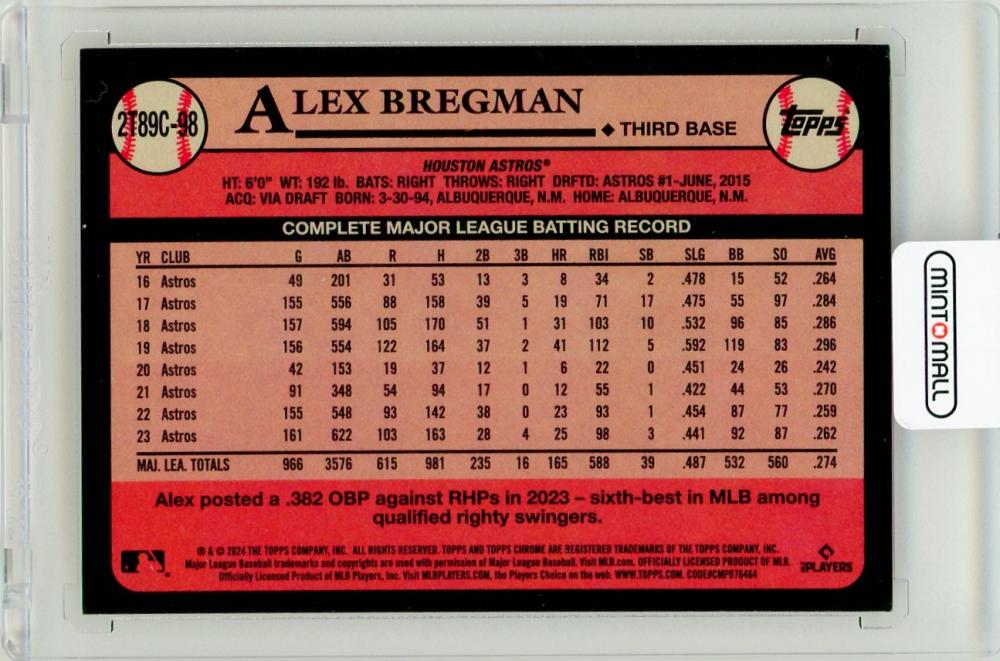 2T89C-98
ALEX BREGMAN
◆ THIRD BASE
TOPPS
HOUSTON ASTROS®
HT: 6'0" WT: 192 lb. BATS: RIGHT THROWS: RIGHT DRFTD: ASTROS #1-JUNE, 2015
ACQ: VIA DRAFT BORN: 3-30-94, ALBUQUERQUE, N.M. HOME: ALBUQUERQUE, N.M.
COMPLETE MAJOR LEAGUE BATTING RECORD
YR CLUB G AB R H 2B 3B HR RBI SB SLG BB SO AVG
16 Astros 49 201 31 53 13 3 8 34 2 .478 15 52 .264
17 Astros 155 556 88 158 39 5 19 71 17 .475 55 97 .284
18 Astros 157 594 105 170 51 1 31 103 10 .532 96 85 .286
19 Astros 156 554 122 164 37 2 41 112 5 .592 119 83 .296
20 Astros 42 153 19 37 12 1 6 22 0 .451 24 26 .242
21 Astros 91 348 54 94 17 0 12 55 1 .422 44 53 .270
22 Astros 155 548 93 142 38 0 23 93 1 .454 87 77 .259
23 Astros 161 622 103 163 28 4 25 98 3 .441 92 87 .262
MAJ. LEA. TOTALS 966 3576 615 981 235 16 165 588 39 .487 532 560 .274
Alex posted a .382 OBP against RHPs in 2023 – sixth-best in MLB among
qualified righty swingers.
® & © 2024 THE TOPPS COMPANY, INC. ALL RIGHTS RESERVED. TOPPS AND TOPPS CHROME ARE REGISTERED TRADEMARKS OF THE TOPPS COMPANY, INC.
Major League Baseball trademarks and copyrights are used with permission of Major League Baseball. Visit MLB.com. OFFICIALLY LICENSED PRODUCT OF MLB.
Officially Licensed Product of MLB Players, Inc. Visit MLBPLAYERS.COM, the Players Choice on the web. WWW.TOPPS.COM. CODE#CMP076464
PLAYERS
MINTOMALL